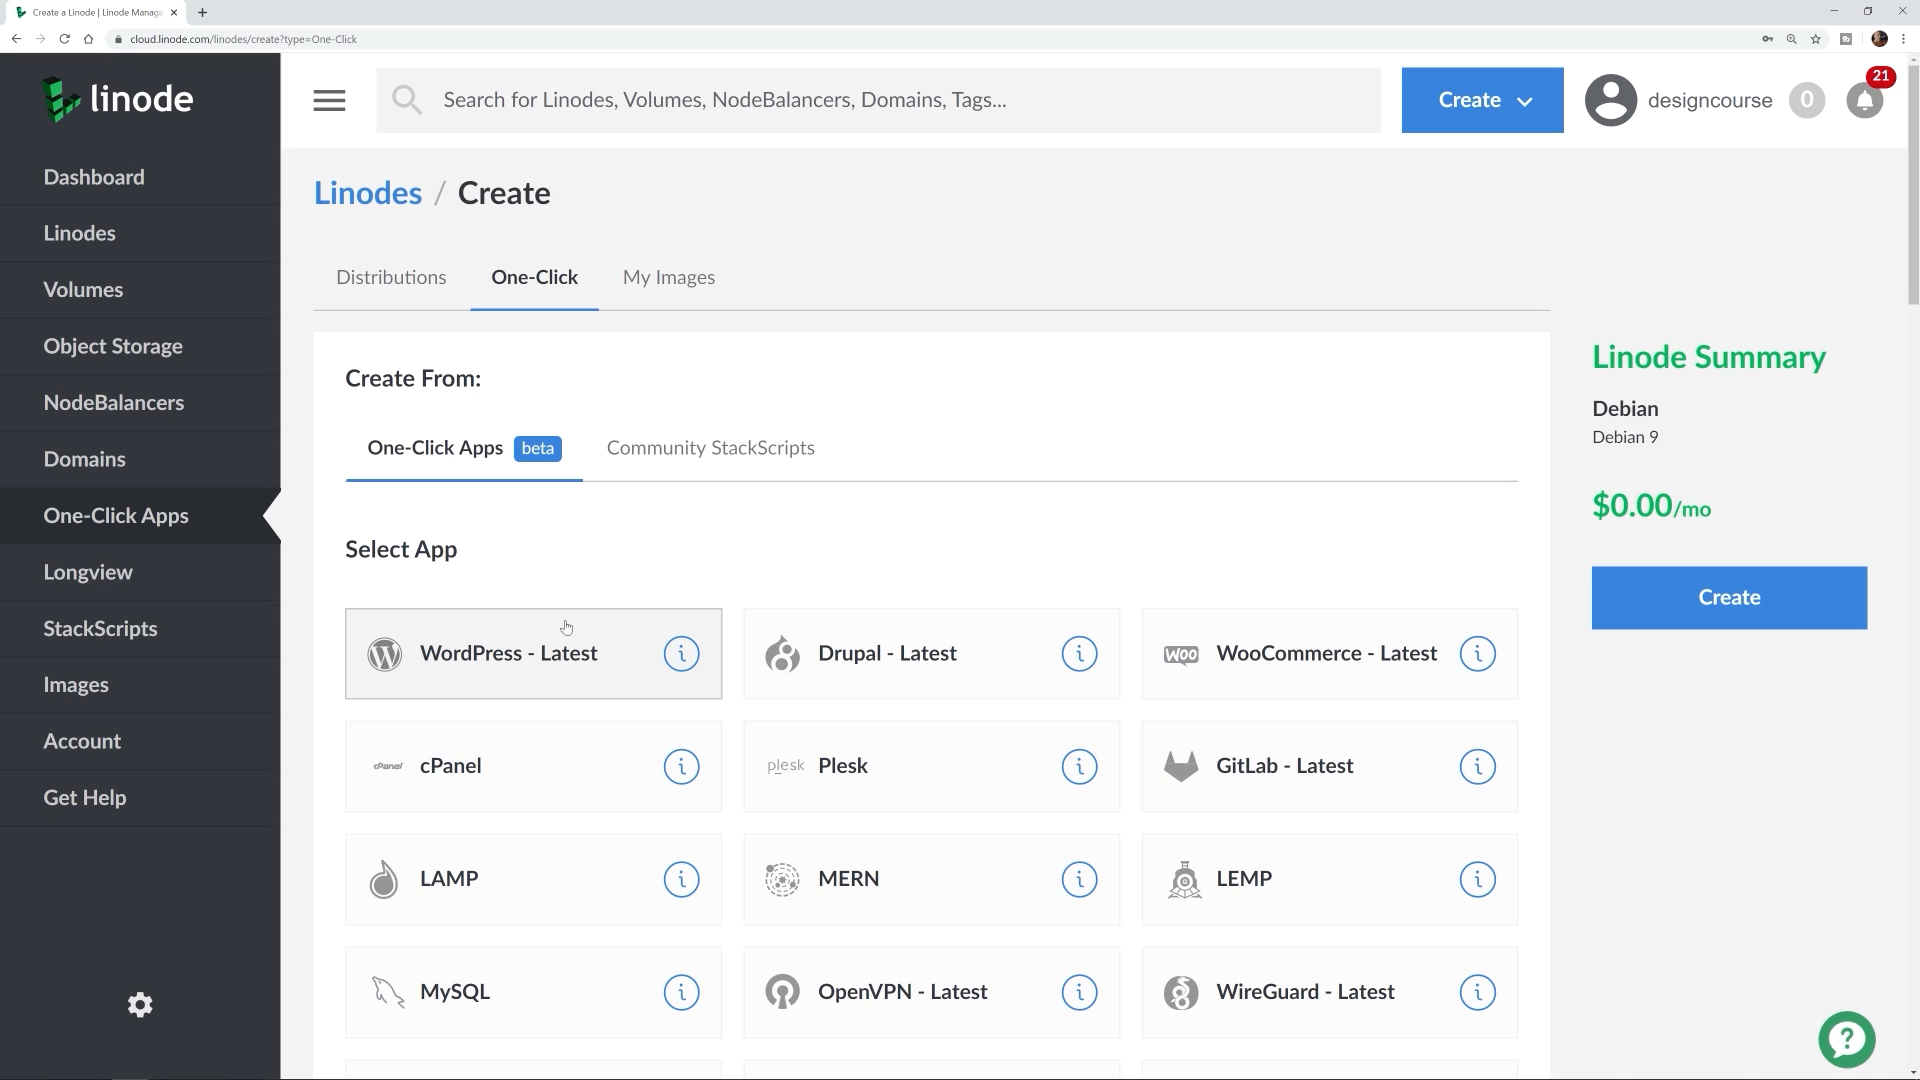 Create a Linode | Linode Manag
cloud.linode.com/linodes/create?type=One-Click
linode
Search for Linodes, Volumes, NodeBalancers, Domains, Tags...
Create
designcourse
0
21
Dashboard
Linodes
Volumes
Object Storage
NodeBalancers
Domains
One-Click Apps
Longview
StackScripts
Images
Account
Get Help
Linodes / Create
Distributions
One-Click
My Images
Create From:
One-Click Apps beta
Community StackScripts
Select App
WordPress - Latest
Drupal - Latest
WOO
WooCommerce - Latest
cPanel
cPanel
plesk
Plesk
GitLab - Latest
LAMP
MERN
LEMP
MySQL
OpenVPN - Latest
WireGuard - Latest
Linode Summary
Debian
Debian 9
$0.00/mo
Create